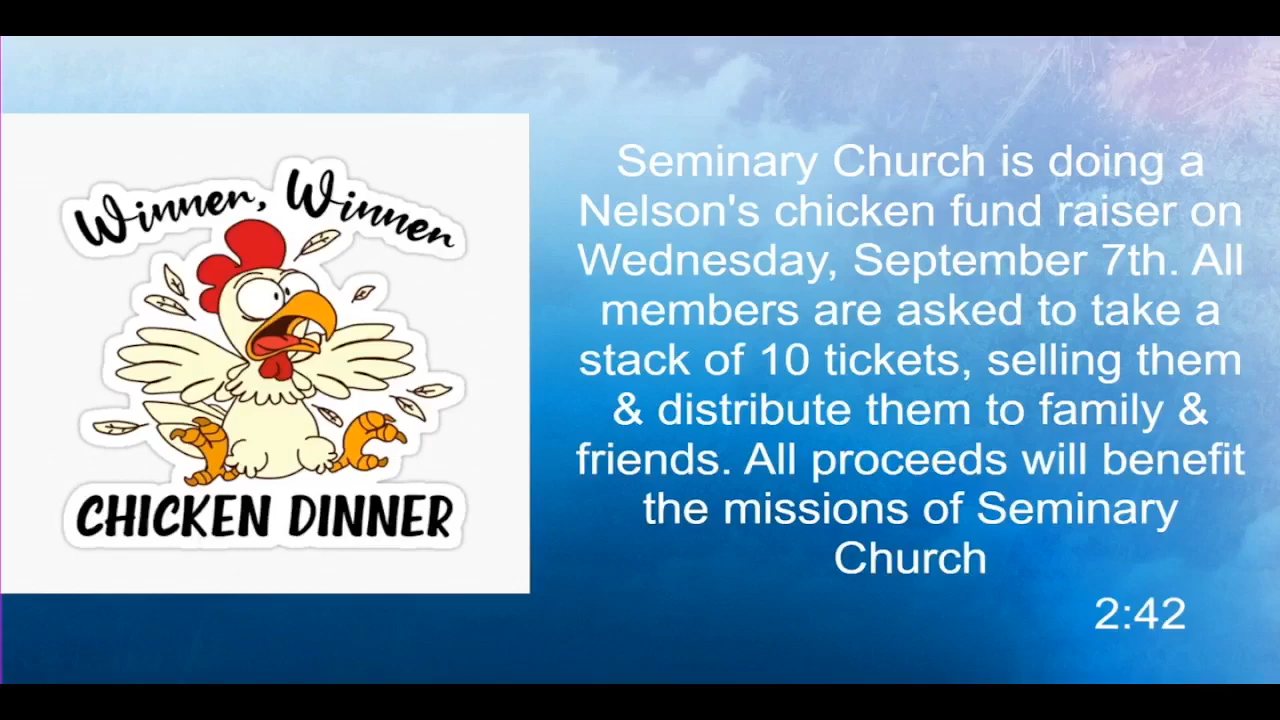 Winner, Winner
CHICKEN DINNER
Seminary Church is doing a
Nelson's chicken fund raiser on
Wednesday, September 7th. All
members are asked to take a
stack of 10 tickets, selling them
& distribute them to family &
friends. All proceeds will benefit
the missions of Seminary
Church
2:42